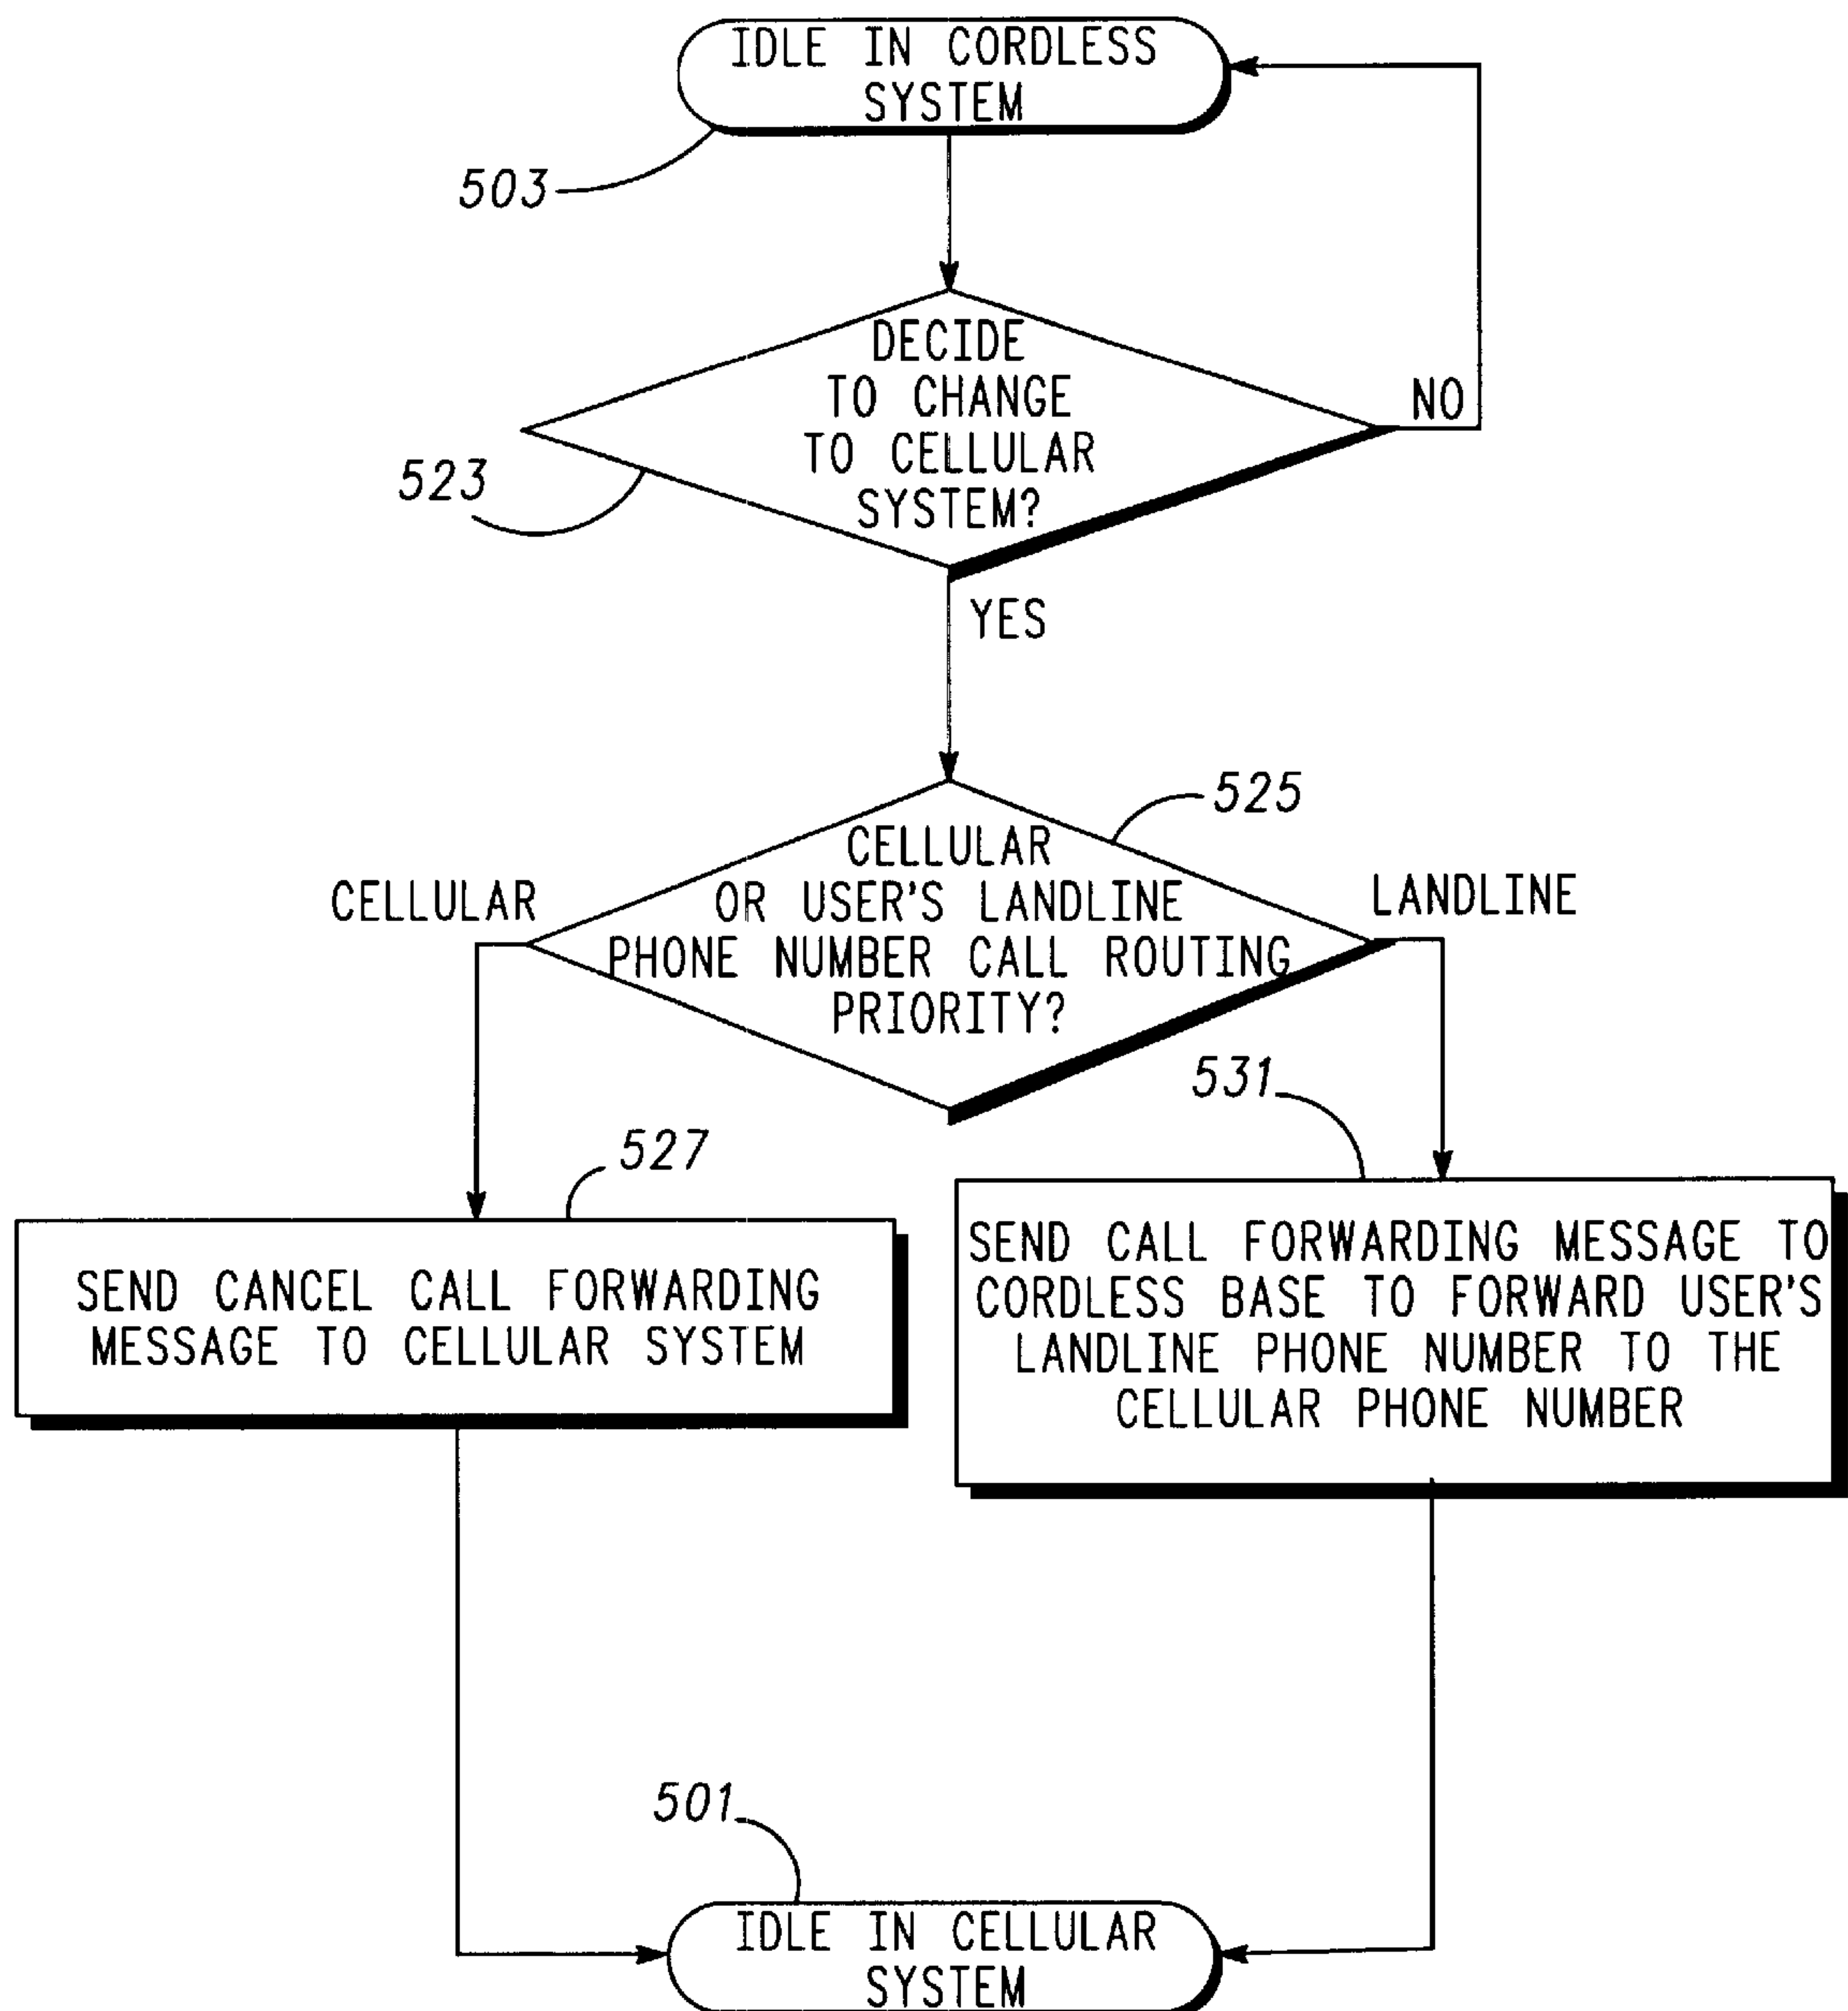 IDLE IN CORDLESS
SYSTEM
503
DECIDE
TO CHANGE
TO CELLULAR
SYSTEM?
NO
523
YES
525
CELLULAR
OR USER'S LANDLINE
PHONE NUMBER CALL ROUTING
PRIORITY?
CELLULAR
LANDLINE
531
527
SEND CANCEL CALL FORWARDING
MESSAGE TO CELLULAR SYSTEM
SEND CALL FORWARDING MESSAGE TO
CORDLESS BASE TO FORWARD USER'S
LANDLINE PHONE NUMBER TO THE
CELLULAR PHONE NUMBER
501
IDLE IN CELLULAR
SYSTEM